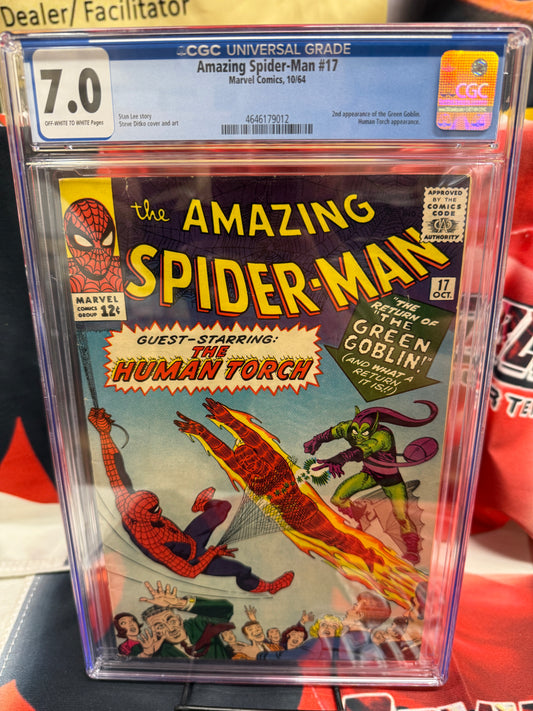 Dealer/ Facilitator
CGC UNIVERSAL GRADE
Amazing Spider-Man #17
Marvel Comics, 10/64
7.0
OFF-WHITE TO WHITE Pages
Stan Lee story
Steve Ditko cover and art
4646179012
2nd appearance of the Green Goblin.
Human Torch appearance.
CGC
the AMAZING
SPIDER-MAN
APPROVED
BY THE
COMICS
CODE
AUTHORITY
MARVEL
COMICS
GROUP
12¢
17
OCT.
GUEST-STARRING:
THE
HUMAN TORCH
"THE
RETURN OF
THE
GREEN
GOBLIN!"
(AND WHAT A
RETURN
IT IS!!)